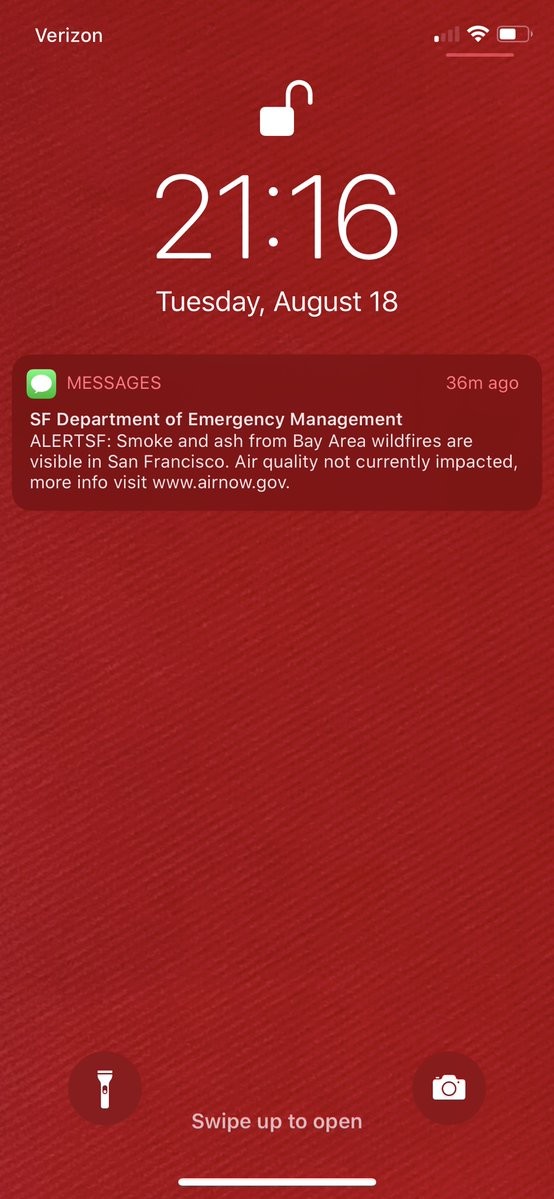 Verizon
21:16
Tuesday, August 18
MESSAGES 36m ago
SF Department of Emergency Management
ALERTSF: Smoke and ash from Bay Area wildfires are
visible in San Francisco. Air quality not currently impacted,
more info visit www.airnow.gov.
Swipe up to open